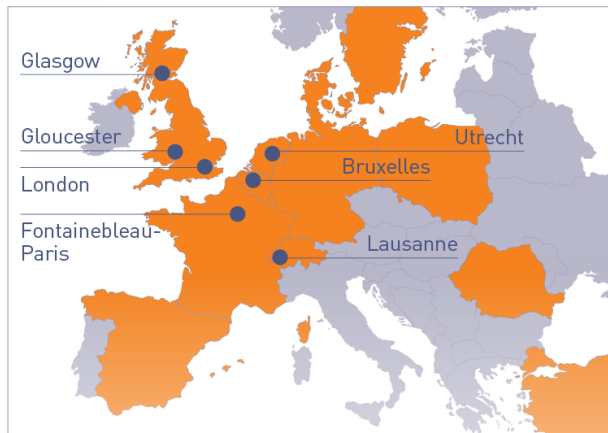 Glasgow
Gloucester
Utrecht
Bruxelles
London
Fontainebleau-
Paris
Lausanne